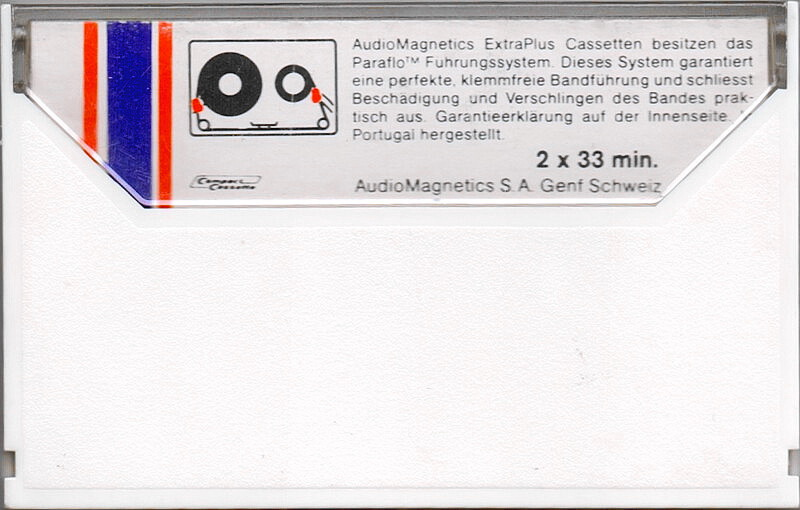 AudioMagnetics ExtraPlus Cassetten besitzen das
Paraflo™ Führungssystem. Dieses System garantiert
eine perfekte, klemmfreie Bandführung und schliesst
Beschädigung und Verschlingen des Bandes prak-
tisch aus. Garantieerklärung auf der Innenseite.
Portugal hergestellt.
2 x 33 min.
Compact
Cassette
AudioMagnetics S.A. Genf Schweiz